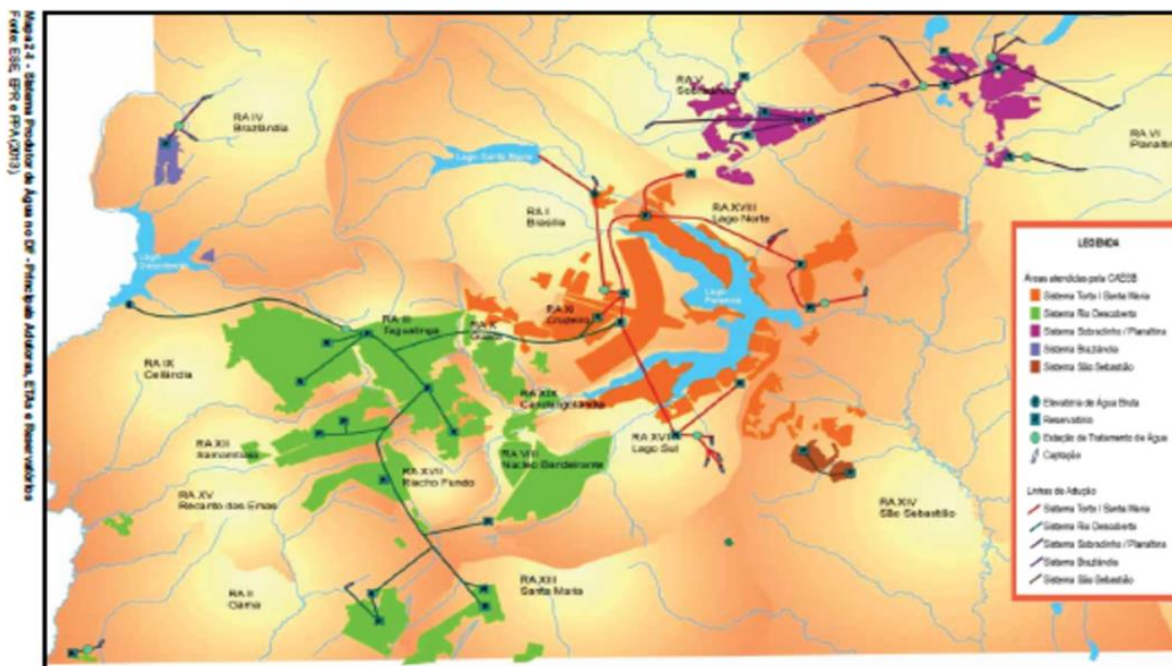 Mapa 2.4 - Sistema Produtor de Água no DF - Principais Adutoras, ETAs e Reservatórios
Fonte: ESE, EPR e PPA (2013)
RA IV
Brazlândia
RA V
Sobradinho
RA VI
Planaltina
Lago Santa Maria
RA I
Brasília
RA XVIII
Lago Norte
Lago
Descoberto
Lago
Paranoá
RA XI
Cruzeiro
RA III
Taguatinga
RA X
RA IX
Ceilândia
RA XIX
Candangolândia
RA XII
Samambaia
RA XVI
Lago Sul
RA VIII
Núcleo Bandeirante
RA XVII
Riacho Fundo
RA XV
Recanto das Emas
RA XIV
São Sebastião
RA II
Gama
RA XIII
Santa Maria
LEGENDA
Áreas atendidas pela CAESB
Sistema Torto / Santa Maria
Sistema Rio Descoberto
Sistema Sobradinho / Planaltina
Sistema Brazlândia
Sistema São Sebastião
Elevatória de Água Bruta
Reservatório
Estação de Tratamento de Água
Captação
Linhas de Adução
Sistema Torto / Santa Maria
Sistema Rio Descoberto
Sistema Sobradinho / Planaltina
Sistema Brazlândia
Sistema São Sebastião